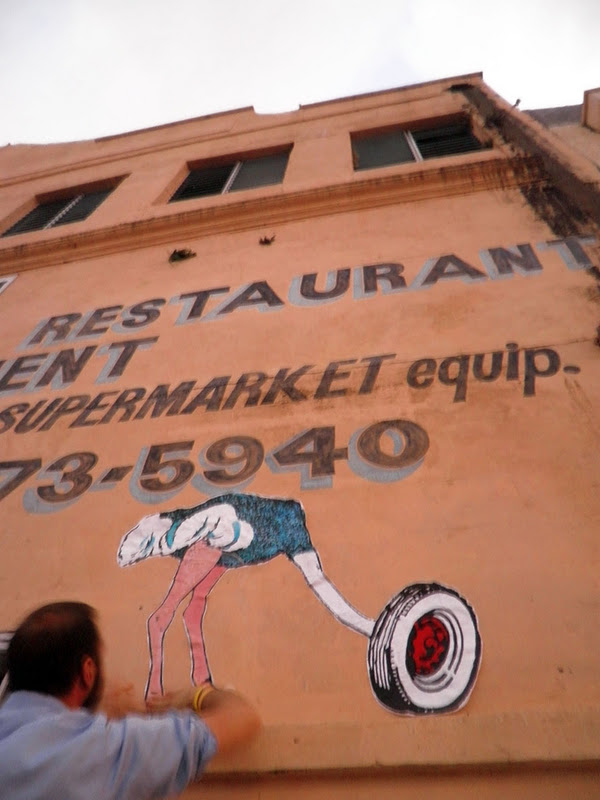 RESTAURANT
ENT
SUPERMARKET equip.
73-5940